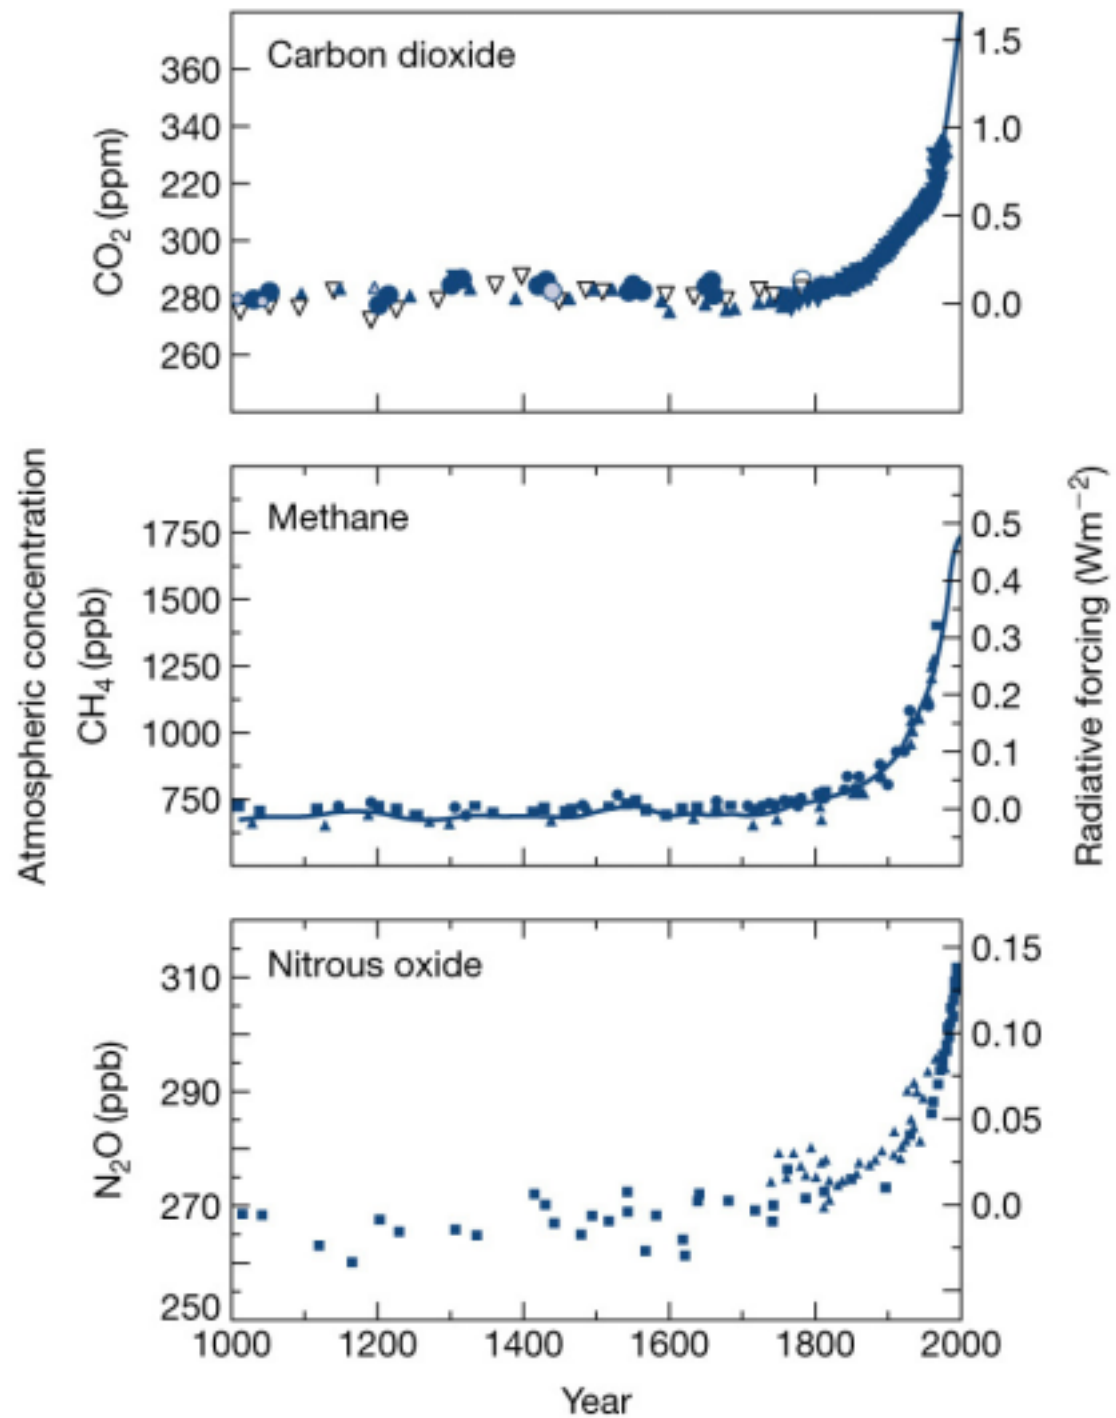 Carbon dioxide
CO₂ (ppm)
360
340
220
300
280
260
1.5
1.0
0.5
0.0
Atmospheric concentration
Methane
CH₄ (ppb)
1750
1500
1250
1000
750
0.5
0.4
0.3
0.2
0.1
0.0
Radiative forcing (Wm⁻²)
Nitrous oxide
N₂O (ppb)
310
290
270
250
0.15
0.10
0.05
0.0
1000 1200 1400 1600 1800 2000
Year